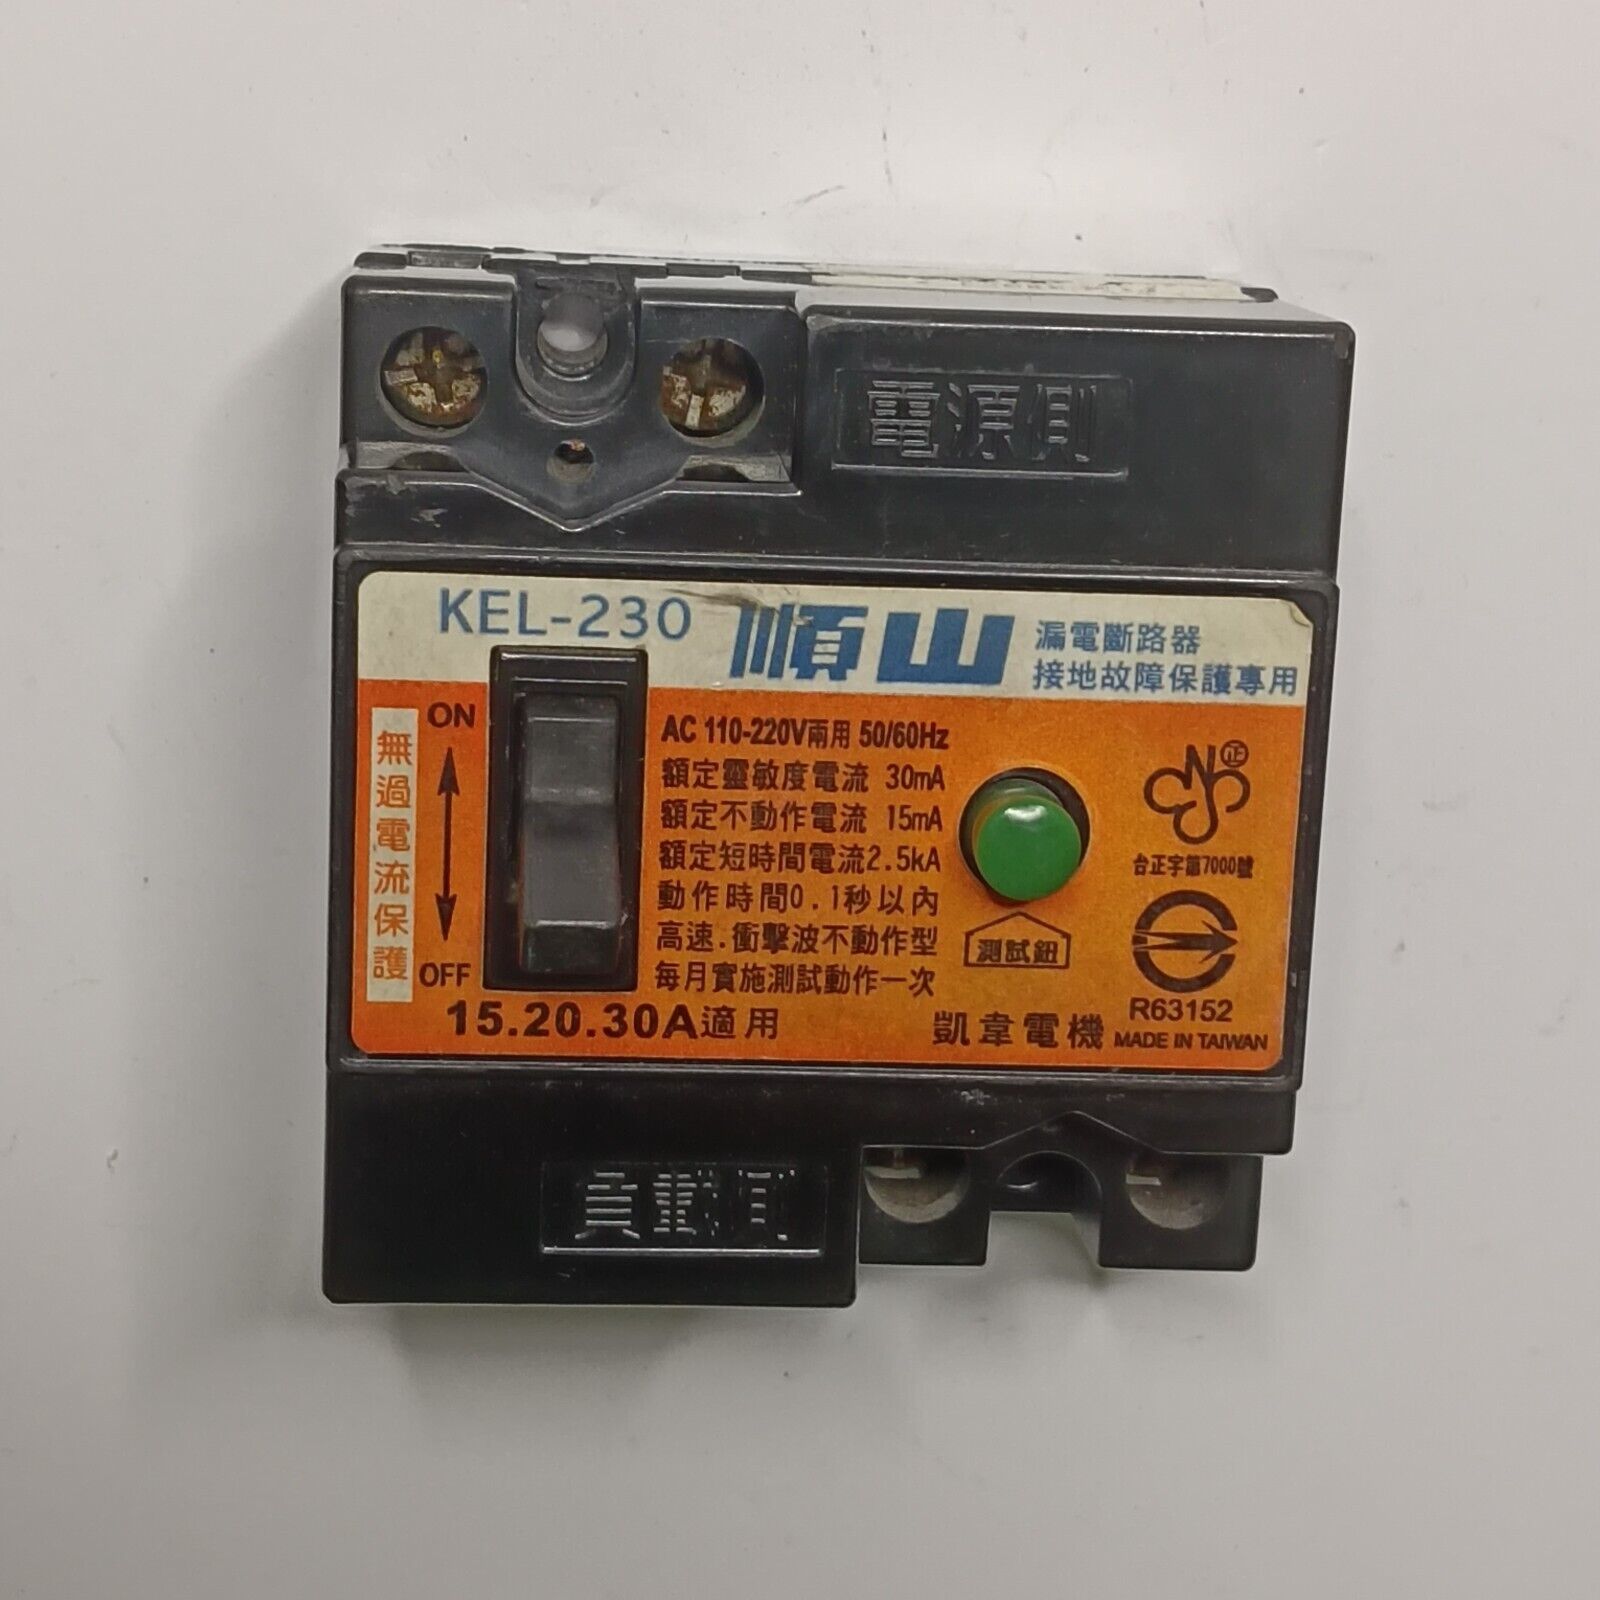 電源側
KEL-230
順山
漏電斷路器
接地故障保護專用
無過電流保護
ON
OFF
AC 110-220V兩用 50/60Hz
額定靈敏度電流 30mA
額定不動作電流 15mA
額定短時間電流2.5kA
動作時間0.1秒以內
高速.衝擊波不動作型
每月實施測試動作一次
15.20.30A適用
測試鈕
正
台正字第7000號
R63152
凱韋電機 MADE IN TAIWAN
負載側